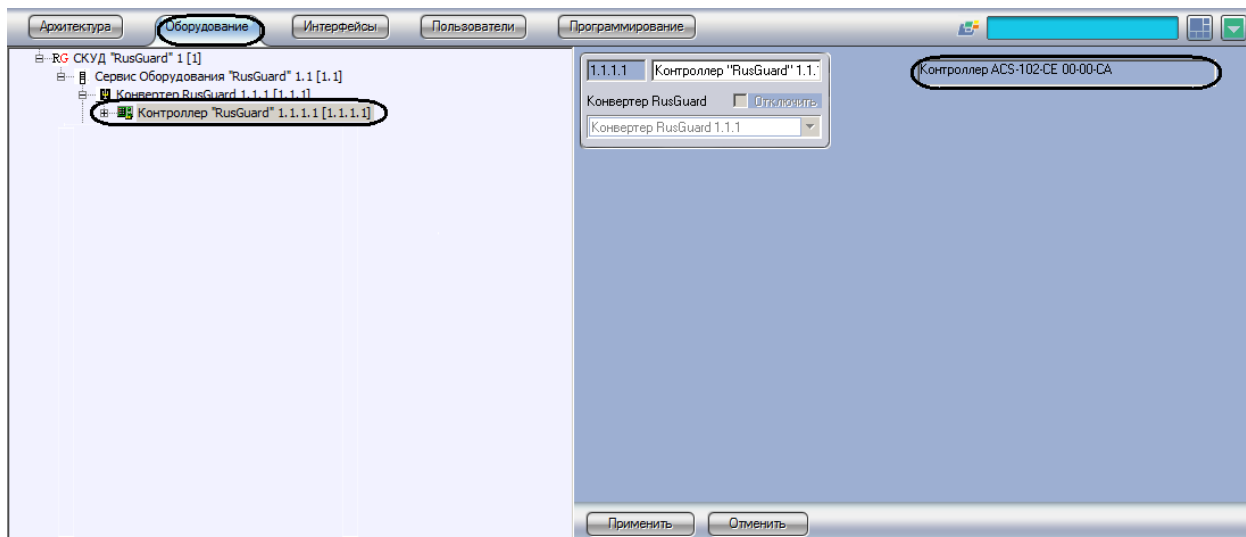 Архитектура Оборудование Интерфейсы Пользователи Программирование
RG СКУД "RusGuard" 1 [1]
Сервис Оборудования "RusGuard" 1.1 [1.1]
Конвертер RusGuard 1.1.1 [1.1.1]
Контроллер "RusGuard" 1.1.1.1 [1.1.1.1]
1.1.1.1 Контроллер "RusGuard" 1.1.
Контроллер ACS-102-CE 00-00-CA
Конвертер RusGuard Отключить
Конвертер RusGuard 1.1.1
Применить Отменить